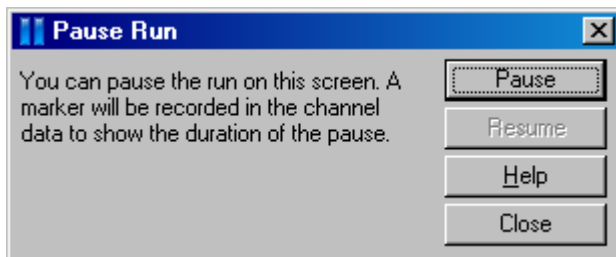 Pause Run
You can pause the run on this screen. A
marker will be recorded in the channel
data to show the duration of the pause.
Pause
Resume
Help
Close